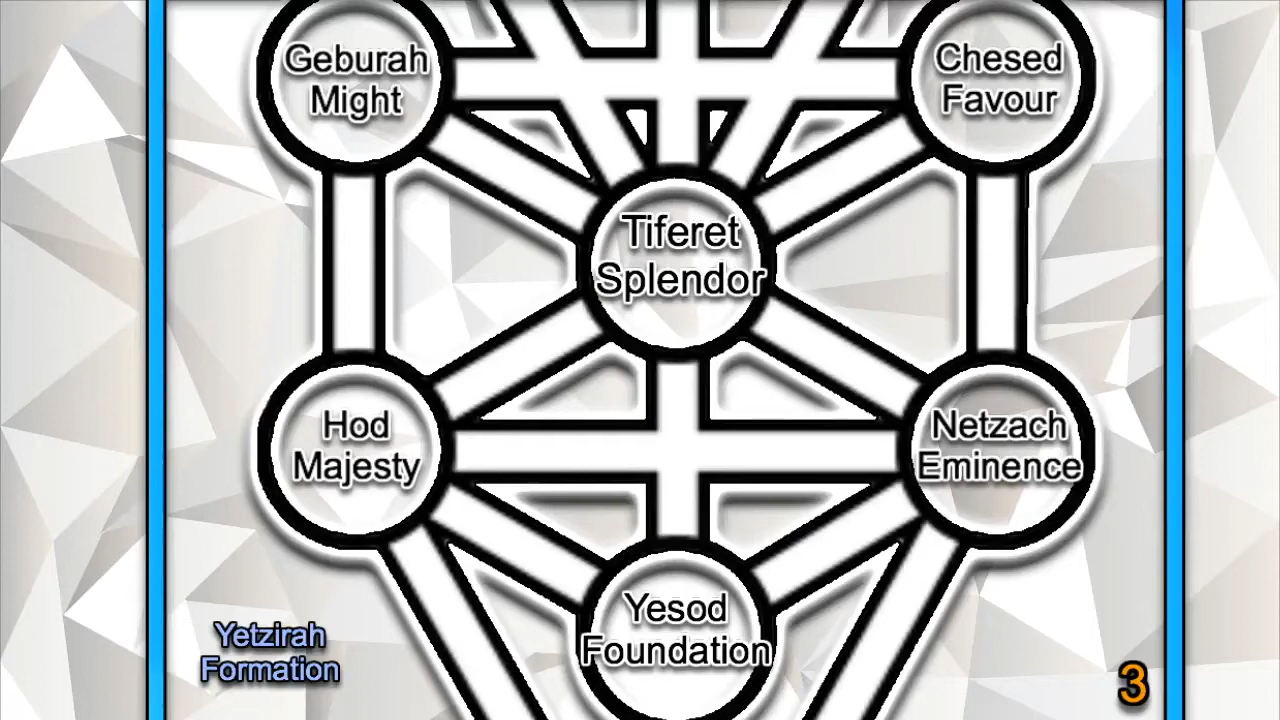 Geburah
Might
Chesed
Favour
Tiferet
Splendor
Hod
Majesty
Netzach
Eminence
Yesod
Foundation
Yetzirah
Formation
3